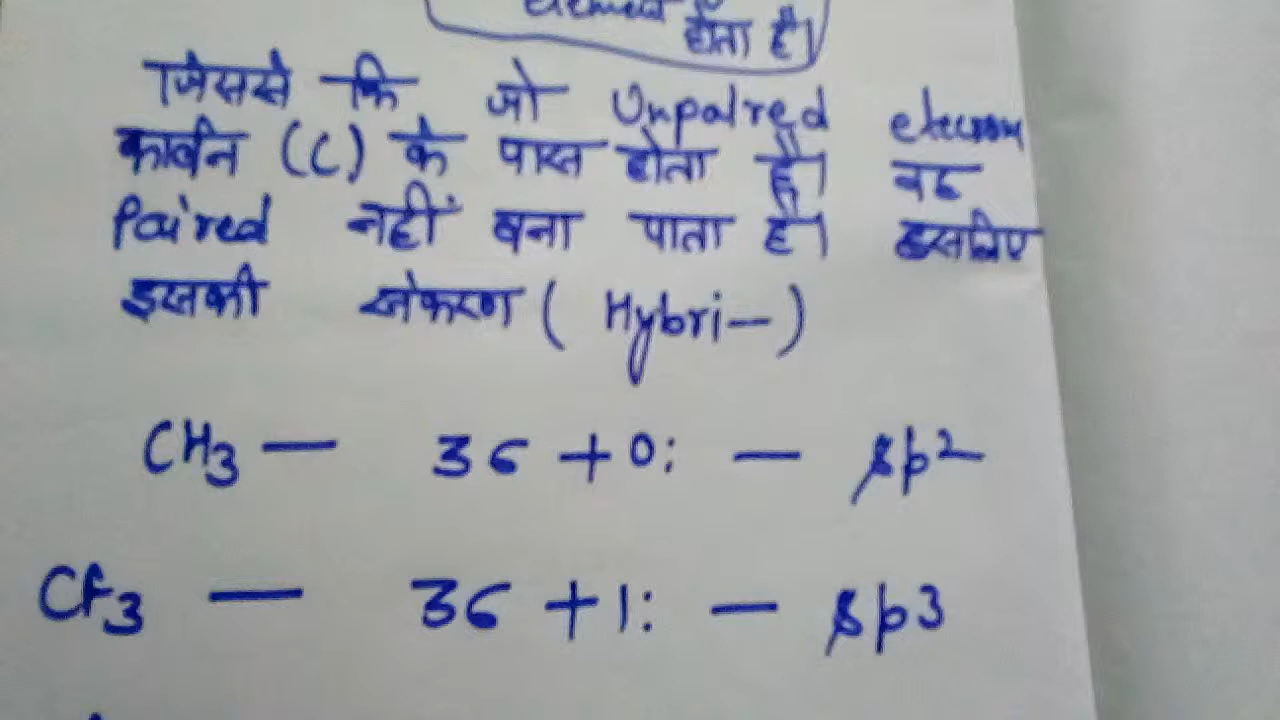 element
होता है।
जिससे कि जो Unpaired electron
कार्बन (C) के पास होता है। वह
Paired नहीं बना पाता है। इसलिए
इसकी संकरण ( Hybri— )
CH3 — 3σ + 0: — sp2
CF3 — 3σ + 1: — sp3